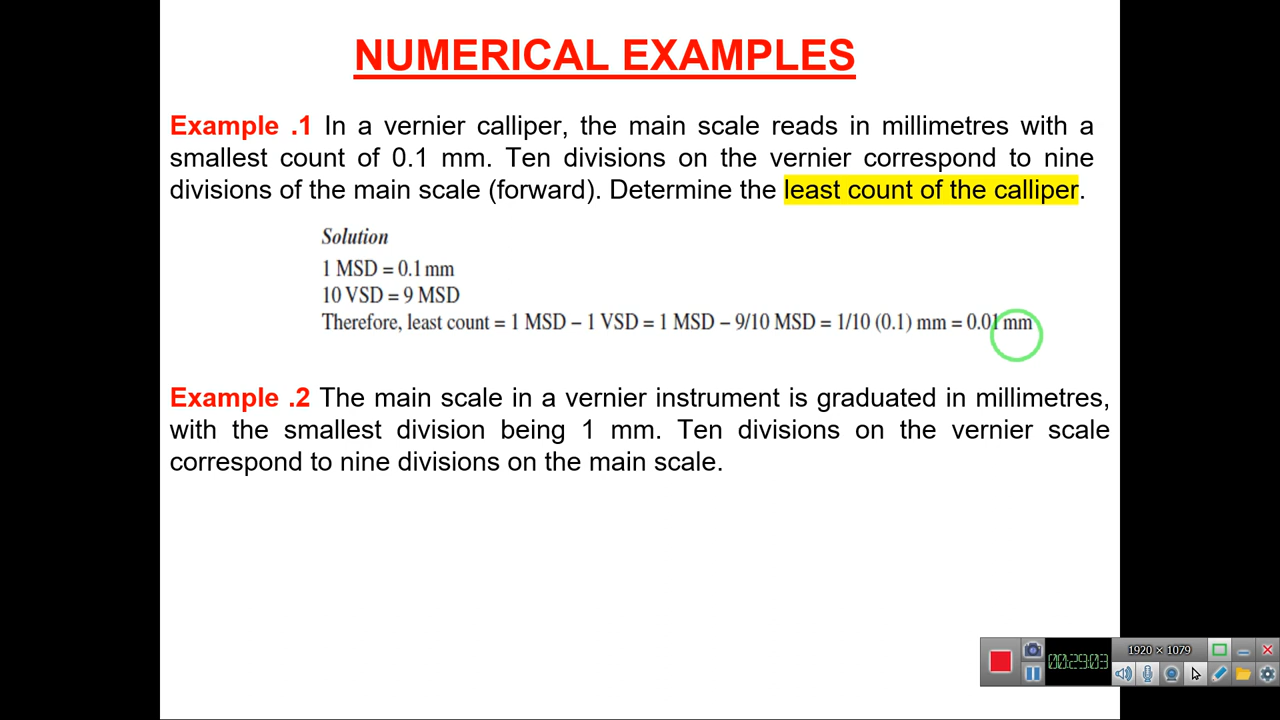 NUMERICAL EXAMPLES
Example .1 In a vernier calliper, the main scale reads in millimetres with a
smallest count of 0.1 mm. Ten divisions on the vernier correspond to nine
divisions of the main scale (forward). Determine the least count of the calliper.
Solution
1 MSD = 0.1 mm
10 VSD = 9 MSD
Therefore, least count = 1 MSD − 1 VSD = 1 MSD − 9/10 MSD = 1/10 (0.1) mm = 0.01 mm
Example .2 The main scale in a vernier instrument is graduated in millimetres,
with the smallest division being 1 mm. Ten divisions on the vernier scale
correspond to nine divisions on the main scale.
00:29:03
1920 × 1079